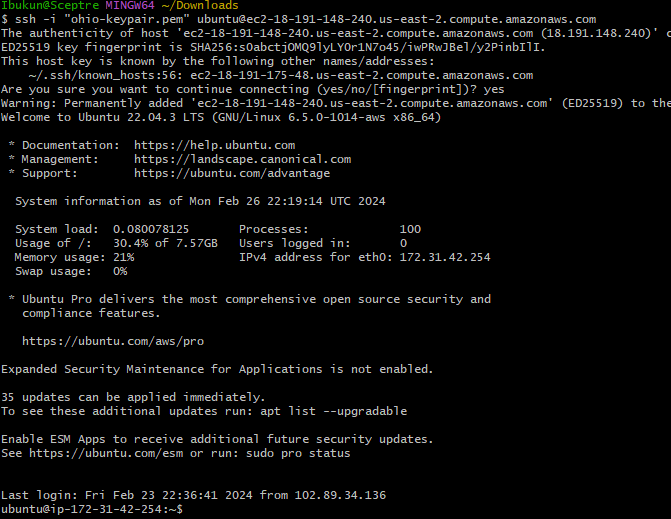 Ibukun@Sceptre MINGW64 ~/Downloads
$ ssh -i "ohio-keypair.pem" ubuntu@ec2-18-191-148-240.us-east-2.compute.amazonaws.com
The authenticity of host 'ec2-18-191-148-240.us-east-2.compute.amazonaws.com (18.191.148.240)' c
ED25519 key fingerprint is SHA256:sOabctjOMQ9lyLYOr1N7o45/iwPRwJBel/y2PinbIlI.
This host key is known by the following other names/addresses:
    ~/.ssh/known_hosts:56: ec2-18-191-175-48.us-east-2.compute.amazonaws.com
Are you sure you want to continue connecting (yes/no/[fingerprint])? yes
Warning: Permanently added 'ec2-18-191-148-240.us-east-2.compute.amazonaws.com' (ED25519) to the
Welcome to Ubuntu 22.04.3 LTS (GNU/Linux 6.5.0-1014-aws x86_64)

 * Documentation:  https://help.ubuntu.com
 * Management:     https://landscape.canonical.com
 * Support:        https://ubuntu.com/advantage

  System information as of Mon Feb 26 22:19:14 UTC 2024

  System load:  0.080078125       Processes:             100
  Usage of /:   30.4% of 7.57GB   Users logged in:       0
  Memory usage: 21%               IPv4 address for eth0: 172.31.42.254
  Swap usage:   0%

 * Ubuntu Pro delivers the most comprehensive open source security and
   compliance features.

   https://ubuntu.com/aws/pro

Expanded Security Maintenance for Applications is not enabled.

35 updates can be applied immediately.
To see these additional updates run: apt list --upgradable

Enable ESM Apps to receive additional future security updates.
See https://ubuntu.com/esm or run: sudo pro status

Last login: Fri Feb 23 22:36:41 2024 from 102.89.34.136
ubuntu@ip-172-31-42-254:~$